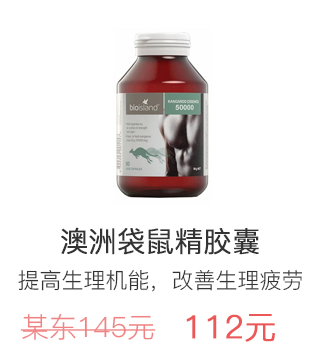 bioisland
KANGAROO ESSENCE
50000
澳洲袋鼠精胶囊
提高生理机能，改善生理疲劳
某东145元 112元